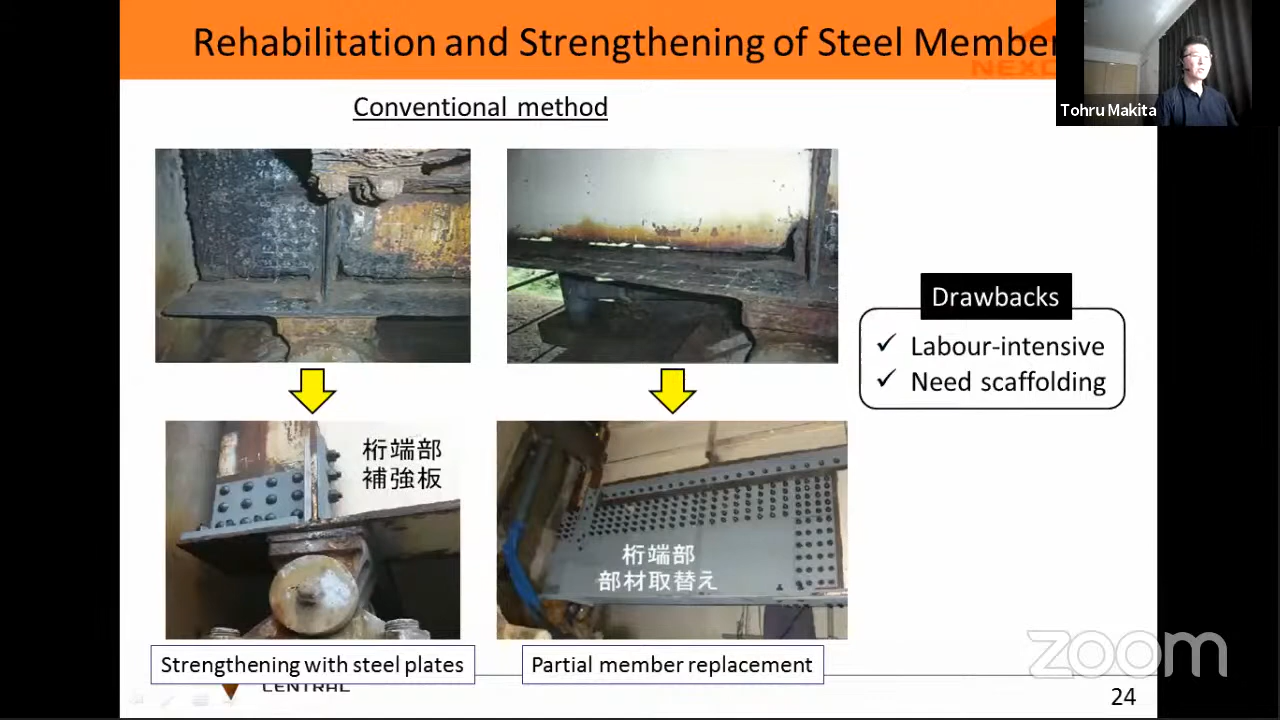 Rehabilitation and Strengthening of Steel Member
NEXC
Tohru Makita
Conventional method
Drawbacks
✓ Labour-intensive
✓ Need scaffolding
桁端部
補強板
桁端部
部材取替え
Strengthening with steel plates
Partial member replacement
CENTRAL
zoom
24